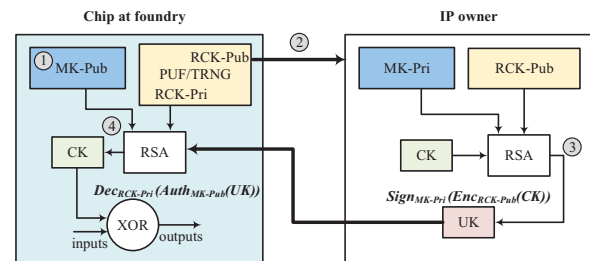 Chip at foundry
IP owner
2
1
MK-Pub
RCK-Pub
PUF/TRNG
RCK-Pri
MK-Pri
RCK-Pub
4
3
CK
RSA
CK
RSA
Dec_RCK-Pri(Auth_MK-Pub(UK))
Sign_MK-Pri(Enc_RCK-Pub(CK))
XOR
UK
inputs
outputs